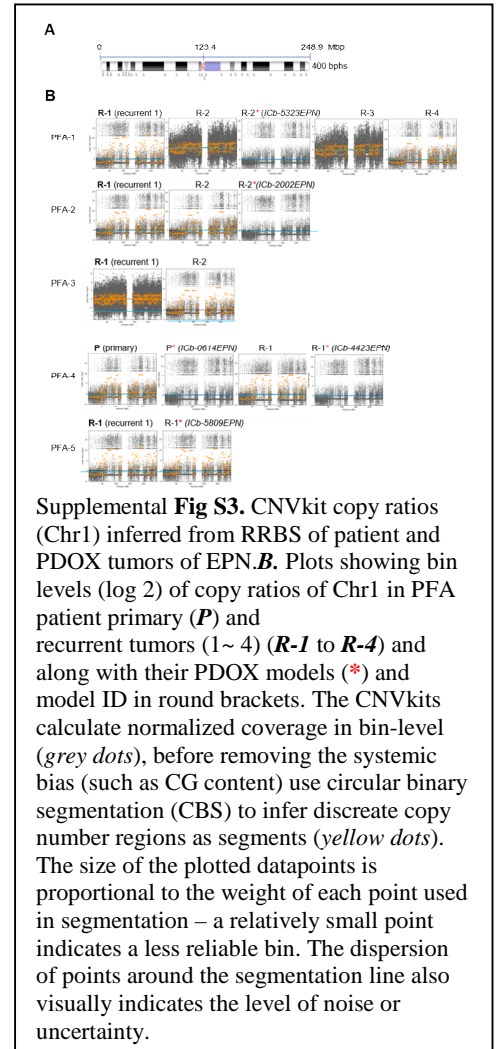 A
0 123.4 248.9 Mbp
400 bphs
B
R-1 (recurrent 1) R-2 R-2* (ICb-5323EPN) R-3 R-4
PFA-1
R-1 (recurrent 1) R-2 R-2*(ICb-2002EPN)
PFA-2
R-1 (recurrent 1) R-2
PFA-3
P (primary) P* (ICb-0614EPN) R-1 R-1* (ICb-4423EPN)
PFA-4
R-1 (recurrent 1) R-1* (ICb-5809EPN)
PFA-5
Supplemental Fig S3. CNVkit copy ratios
(Chr1) inferred from RRBS of patient and
PDOX tumors of EPN.B. Plots showing bin
levels (log 2) of copy ratios of Chr1 in PFA
patient primary (P) and
recurrent tumors (1~ 4) (R-1 to R-4) and
along with their PDOX models (*) and
model ID in round brackets. The CNVkits
calculate normalized coverage in bin-level
(grey dots), before removing the systemic
bias (such as CG content) use circular binary
segmentation (CBS) to infer discreate copy
number regions as segments (yellow dots).
The size of the plotted datapoints is
proportional to the weight of each point used
in segmentation – a relatively small point
indicates a less reliable bin. The dispersion
of points around the segmentation line also
visually indicates the level of noise or
uncertainty.